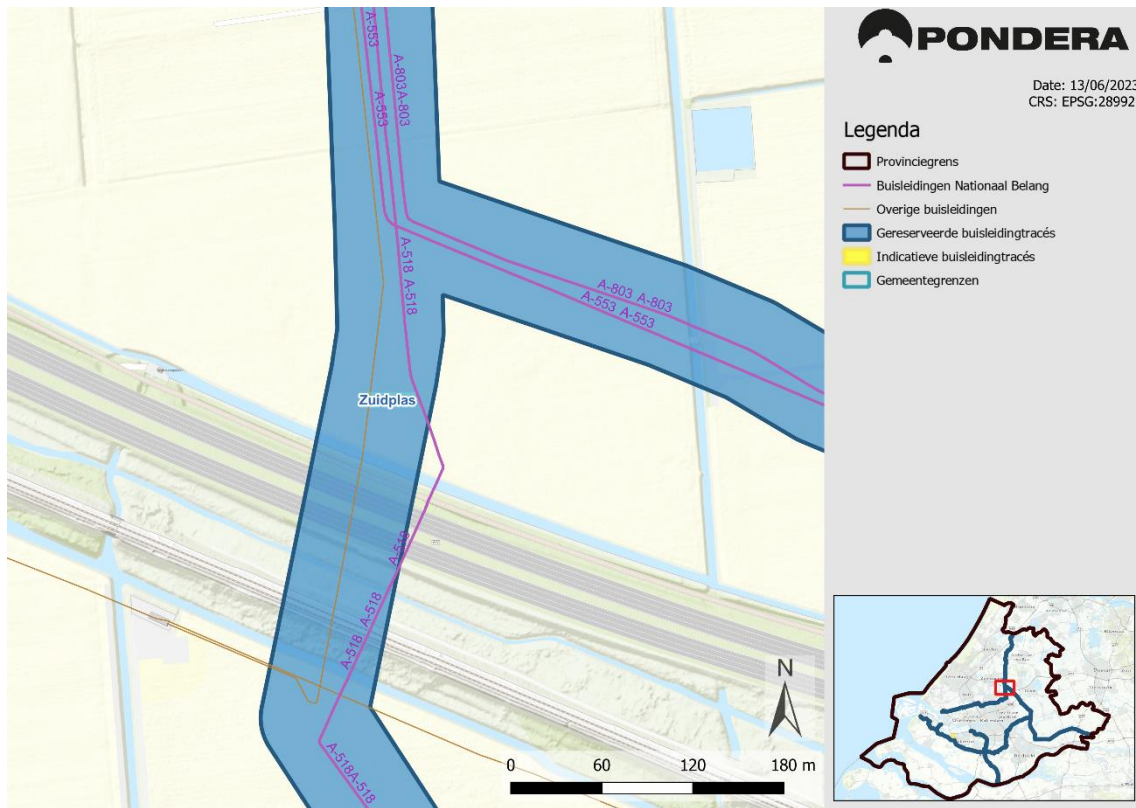 A-553
A-553
A-803A-803
A-518 A-518
A-803 A-803
A-553 A-553
Zuidplas
A-518
A-518 A-518
A-518A-518
N
0 60 120 180 m
PONDERA
Date: 13/06/2023
CRS: EPSG:28992
Legenda
Provinciegrens
Buisleidingen Nationaal Belang
Overige buisleidingen
Gereserveerde buisleidingtracés
Indicatieve buisleidingtracés
Gemeentegrenzen